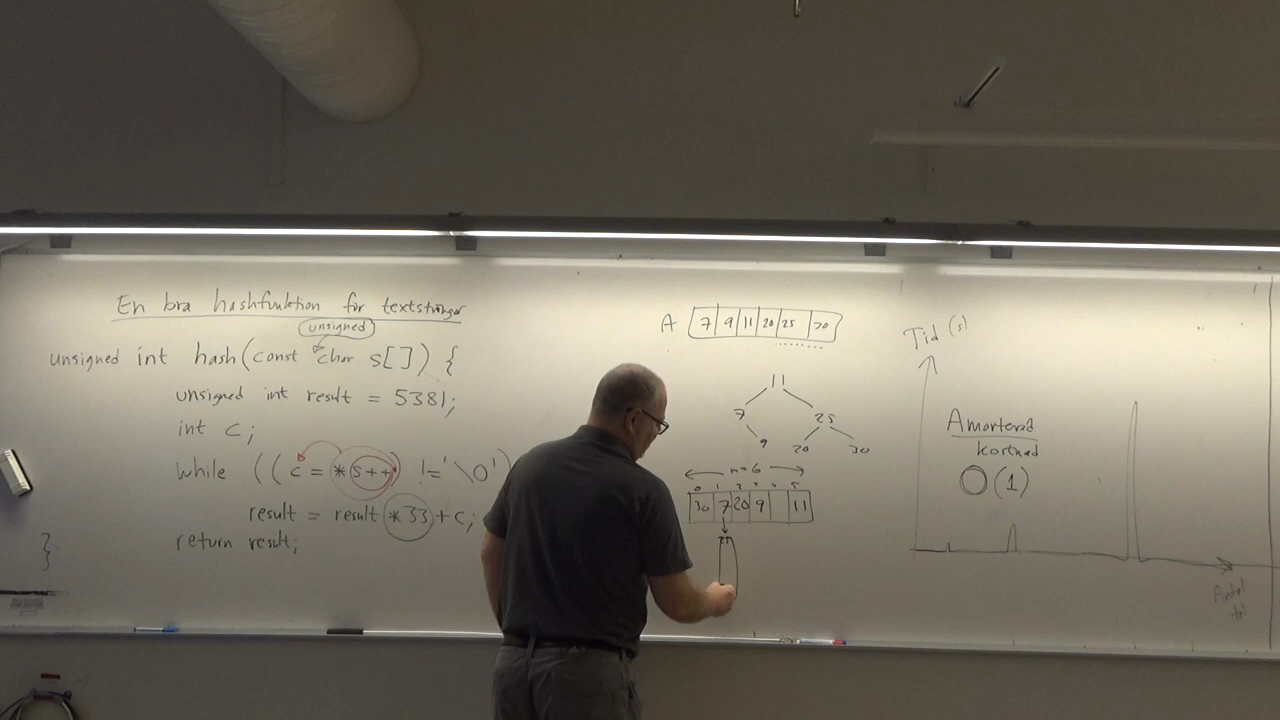 En bra hashfunktion för textsträngar
unsigned
unsigned int hash(const char s[]) {
unsigned int result = 5381;
int c;
while ((c = *s++) != '\0')
result = result *33 + c;
return result;
}
A 7 9 11 20 25 30
11
7 25
9 20 30
n=6
0 1 2 3 4 5
30 7 20 9 11
25
Tid (s)
Amorterad
kostnad
O(1)
Antal